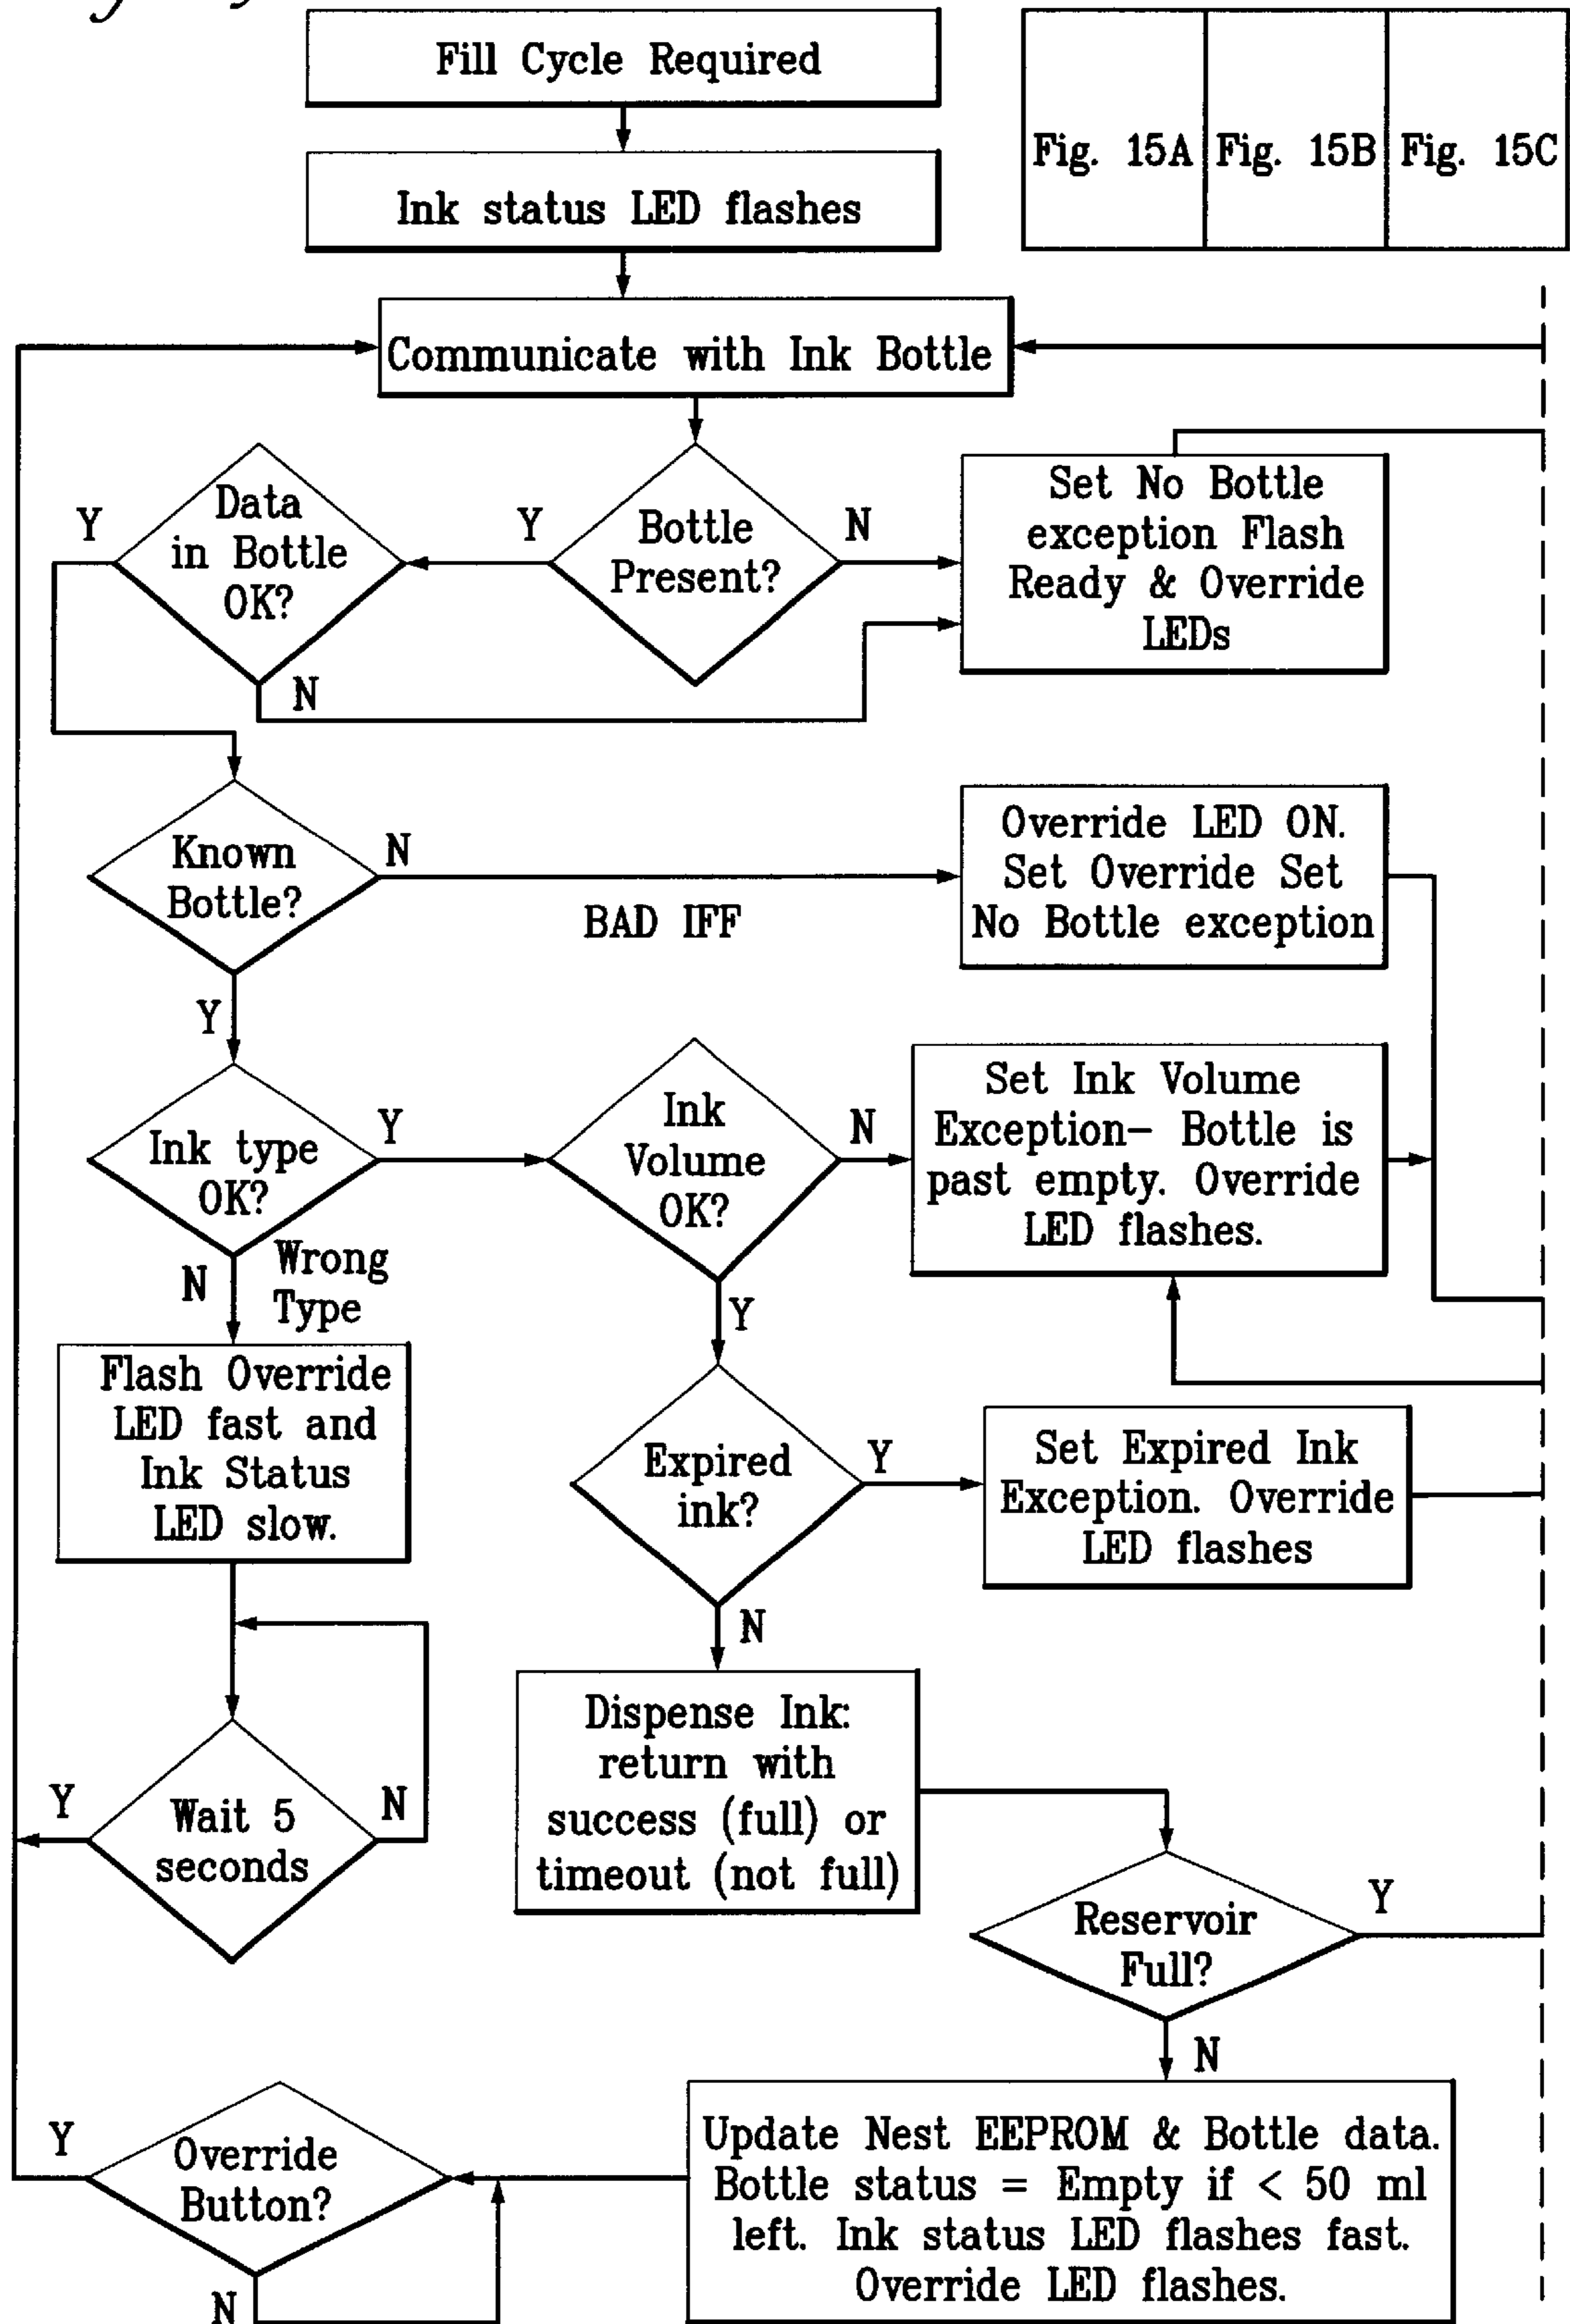 Fill Cycle Required
Fig. 15A
Fig. 15B
Fig. 15C
Ink status LED flashes
Communicate with Ink Bottle
Y
Data
in Bottle
OK?
N
Y
Bottle
Present?
N
Set No Bottle
exception Flash
Ready & Override
LEDs
Known
Bottle?
N
BAD IFF
Override LED ON.
Set Override Set
No Bottle exception
Y
Ink type
OK?
Y
Ink
Volume
OK?
N
Set Ink Volume
Exception– Bottle is
past empty. Override
LED flashes.
N
Wrong
Type
Y
Flash Override
LED fast and
Ink Status
LED slow.
Expired
ink?
Y
Set Expired Ink
Exception. Override
LED flashes
N
Y
Wait 5
seconds
N
Dispense Ink:
return with
success (full) or
timeout (not full)
Reservoir
Full?
Y
N
Y
Override
Button?
N
Update Nest EEPROM & Bottle data.
Bottle status = Empty if < 50 ml
left. Ink status LED flashes fast.
Override LED flashes.